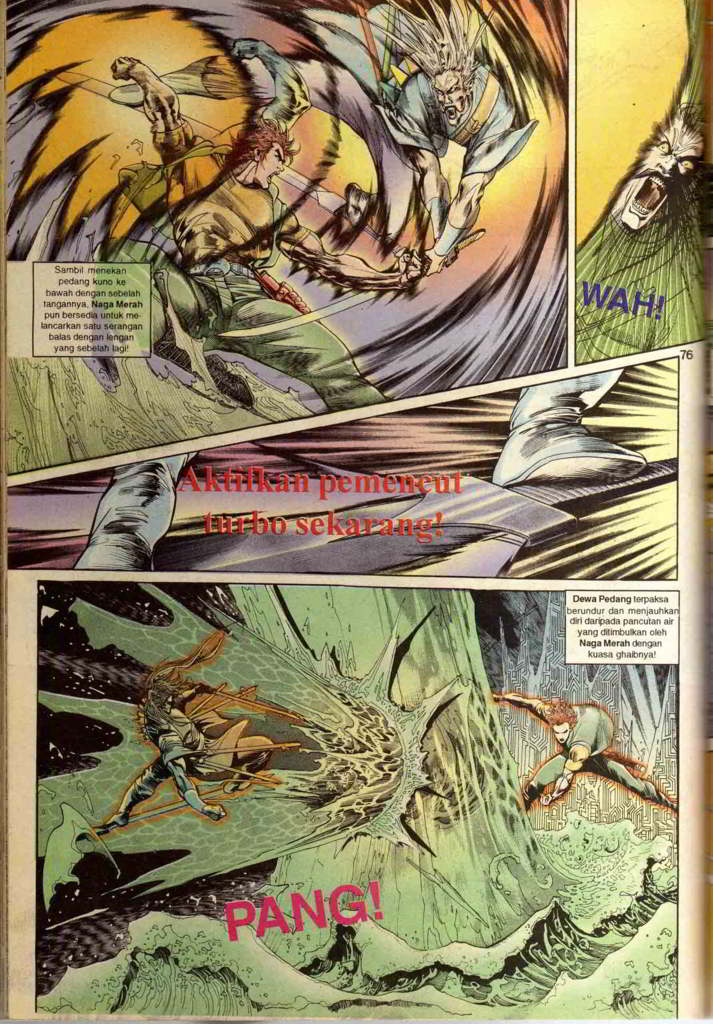 Sambil menekan
pedang kuno ke
bawah dengan sebelah
tangannya, Naga Merah
pun bersedia untuk me-
lancarkan satu serangan
balas dengan lengan
yang sebelah lagi!
WAH!
76
Aktifkan pemencut
turbo sekarang!
Dewa Pedang terpaksa
berundur dan menjauhkan
diri daripada pancutan air
yang ditimbulkan oleh
Naga Merah dengan
kuasa ghaibnya!
PANG!